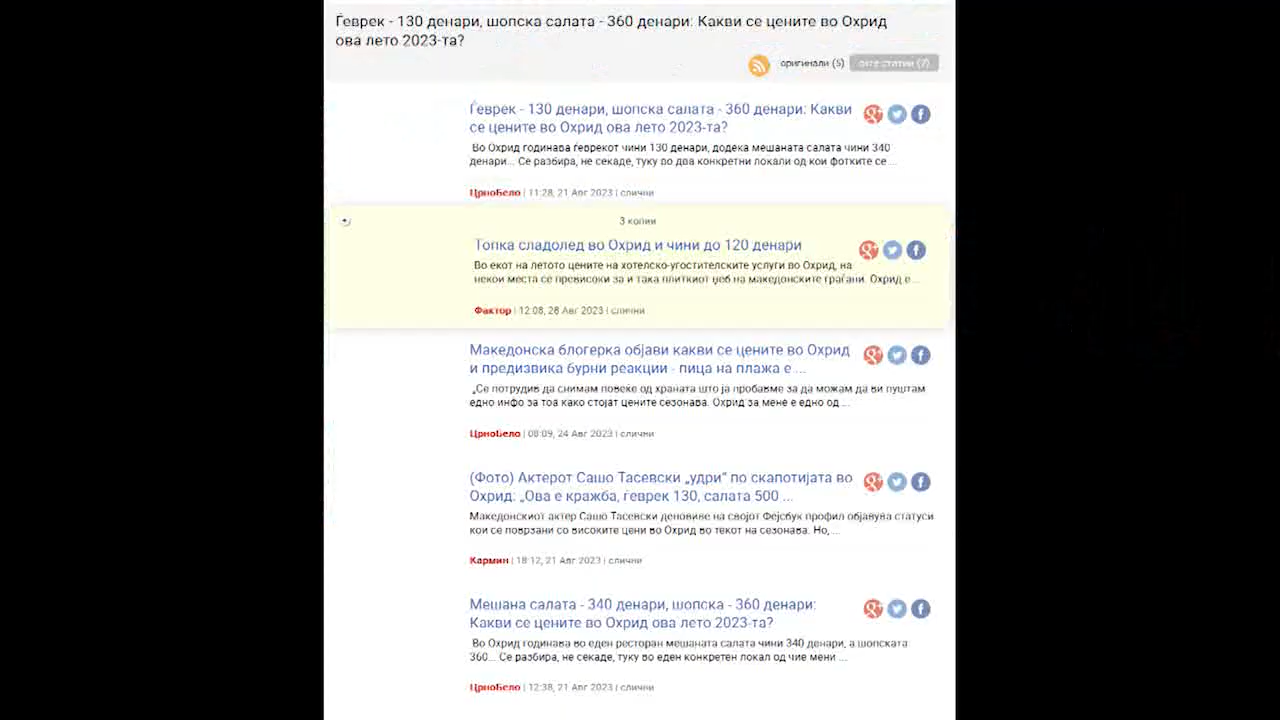 Ѓеврек - 130 денари, шопска салата - 360 денари: Какви се цените во Охрид
ова лето 2023-та?
оригинали (5) сите статии (7)
Ѓеврек - 130 денари, шопска салата - 360 денари: Какви
се цените во Охрид ова лето 2023-та?
Во Охрид годинава ѓеврекот чини 130 денари, додека мешаната салата чини 340
денари... Се разбира, не секаде, туку во два конкретни локали од кои фотките се ...
ЦрноБело | 11:28, 21 Авг 2023 | слични
3 копии
Топка сладолед во Охрид и чини до 120 денари
Во екот на летото цените на хотелско-угостителските услуги во Охрид, на
некои места се превисоки за и така плиткиот џеб на македонските граѓани. Охрид е ...
Фактор | 12:08, 28 Авг 2023 | слични
Македонска блогерка објави какви се цените во Охрид
и предизвика бурни реакции - пица на плажа е ...
„Се потрудив да снимам повеќе од храната што ја пробавме за да можам да ви пуштам
едно инфо за тоа како стојат цените сезонава. Охрид за мене е едно од ...
ЦрноБело | 08:09, 24 Авг 2023 | слични
(Фото) Актерот Сашо Тасевски „удри“ по скапотијата во
Охрид: „Ова е кражба, ѓеврек 130, салата 500 ...
Македонскиот актер Сашо Тасевски деновиве на својот Фејсбук профил објавува статуси
кои се поврзани со високите цени во Охрид во текот на сезонава. Но, ...
Кармин | 18:12, 21 Авг 2023 | слични
Мешана салата - 340 денари, шопска - 360 денари:
Какви се цените во Охрид ова лето 2023-та?
Во Охрид годинава во еден ресторан мешаната салата чини 340 денари, а шопската
360... Се разбира, не секаде, туку во еден конкретен локал од чие мени ...
ЦрноБело | 12:38, 21 Авг 2023 | слични